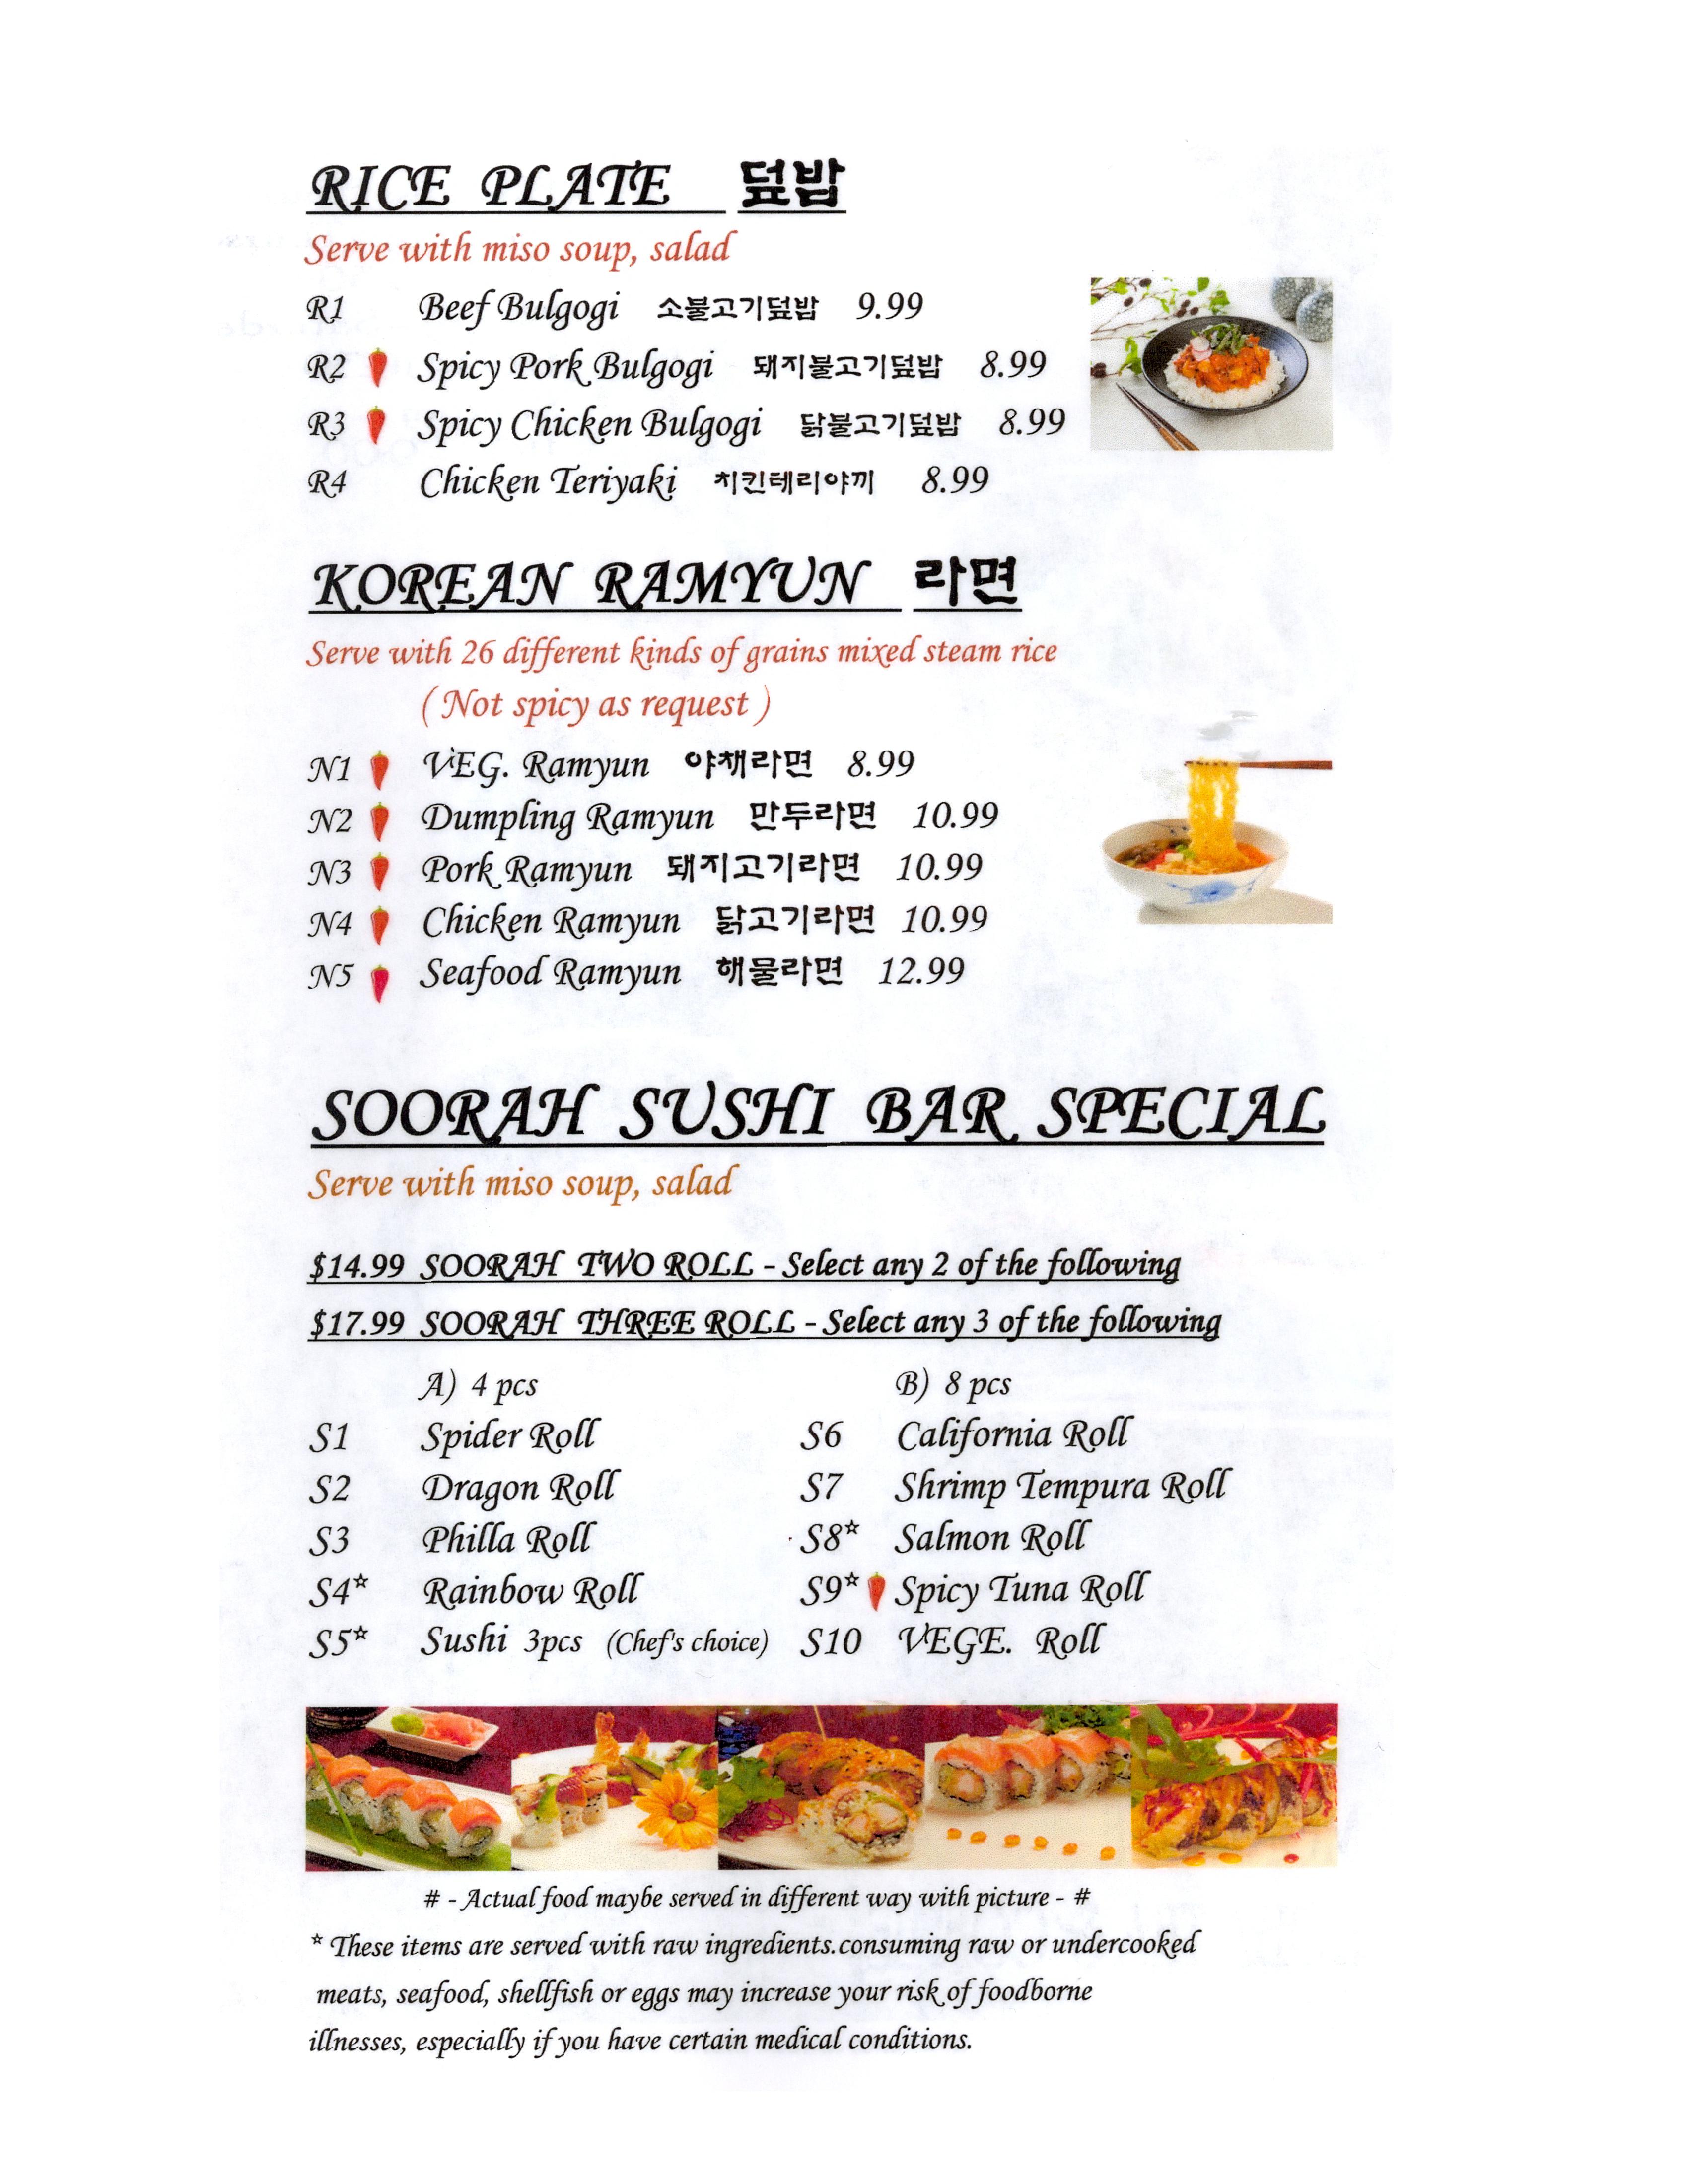 RICE PLATE 덮밥
Serve with miso soup, salad
R1 Beef Bulgogi 소불고기덮밥 9.99
R2 Spicy Pork Bulgogi 돼지불고기덮밥 8.99
R3 Spicy Chicken Bulgogi 닭불고기덮밥 8.99
R4 Chicken Teriyaki 치킨테리야끼 8.99
KOREAN RAMYUN 라면
Serve with 26 different kinds of grains mixed steam rice
( Not spicy as request )
N1 VEG. Ramyun 야채라면 8.99
N2 Dumpling Ramyun 만두라면 10.99
N3 Pork Ramyun 돼지고기라면 10.99
N4 Chicken Ramyun 닭고기라면 10.99
N5 Seafood Ramyun 해물라면 12.99
SOORAH SUSHI BAR SPECIAL
Serve with miso soup, salad
$14.99 SOORAH TWO ROLL - Select any 2 of the following
$17.99 SOORAH THREE ROLL - Select any 3 of the following
A) 4 pcs
S1 Spider Roll
S2 Dragon Roll
S3 Philla Roll
S4☆ Rainbow Roll
S5☆ Sushi 3pcs (Chef's choice)
B) 8 pcs
S6 California Roll
S7 Shrimp Tempura Roll
S8☆ Salmon Roll
S9☆ Spicy Tuna Roll
S10 VEGE. Roll
# - Actual food maybe served in different way with picture - #
☆ These items are served with raw ingredients.consuming raw or undercooked
meats, seafood, shellfish or eggs may increase your risk of foodborne
illnesses, especially if you have certain medical conditions.